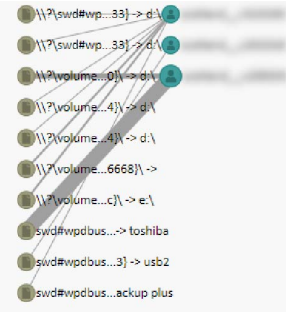 \\?\swd#wp...33} -> d:\
\\?\swd#wp...33} -> d:\
\\?\volume...0}\ -> d:\
\\?\volume...4}\ -> d:\
\\?\volume...4}\ -> d:\
\\?\volume...6668}\ ->
\\?\volume...c}\ -> e:\
swd#wpdbus...-> toshiba
swd#wpdbus...3} -> usb2
swd#wpdbus...ackup plus